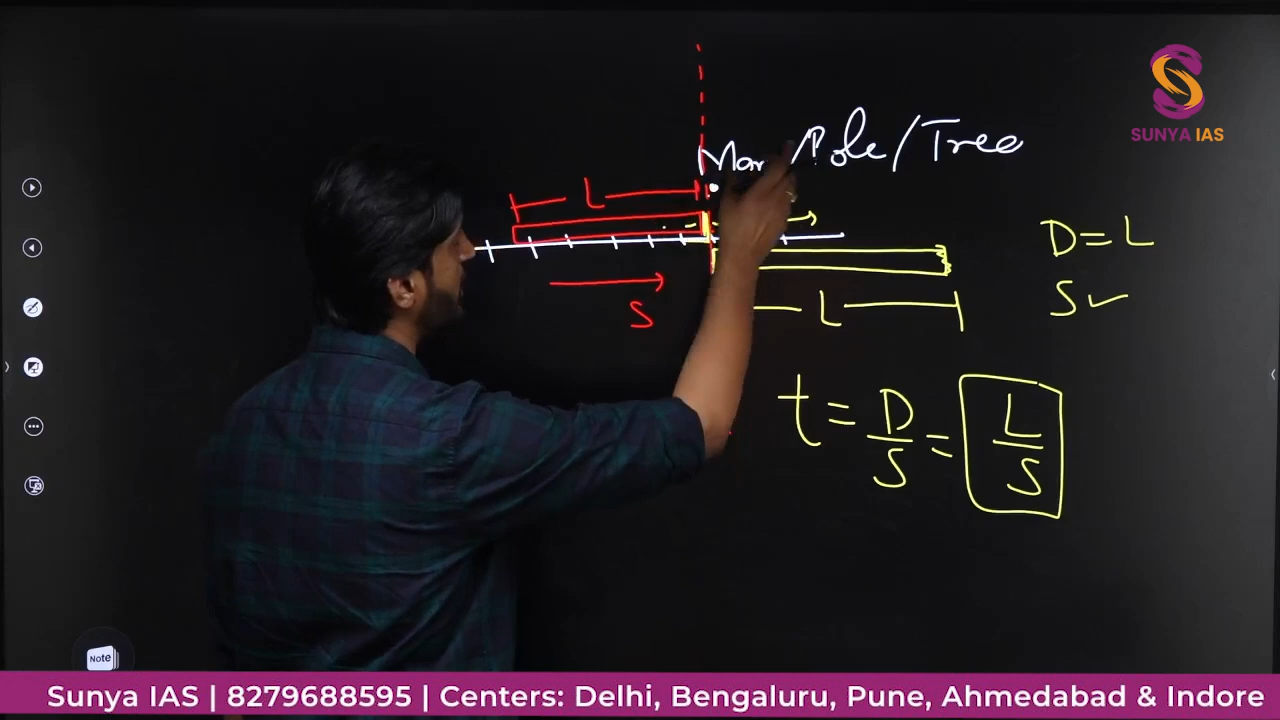 SUNYA IAS
Man/Pole/Tree
L
D = L
S
S ✓
L
t = D/S = L/S
Note
Sunya IAS | 8279688595 | Centers: Delhi, Bengaluru, Pune, Ahmedabad & Indore